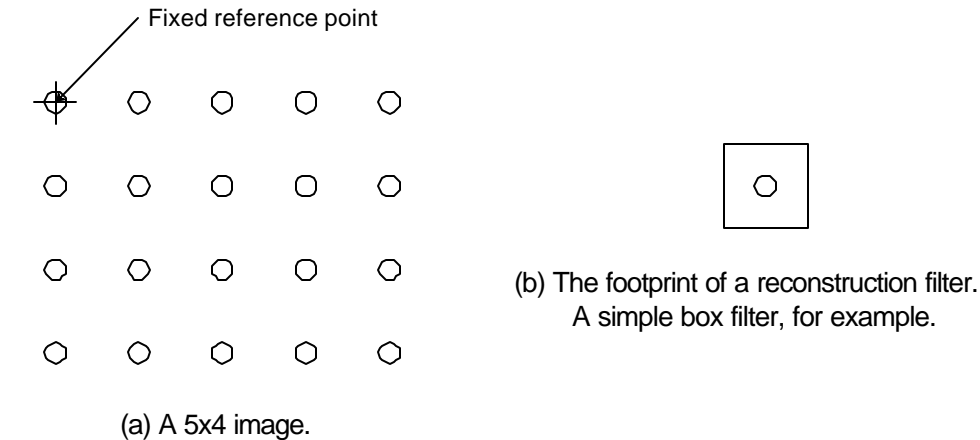 Fixed reference point
(b) The footprint of a reconstruction filter.
A simple box filter, for example.
(a) A 5x4 image.